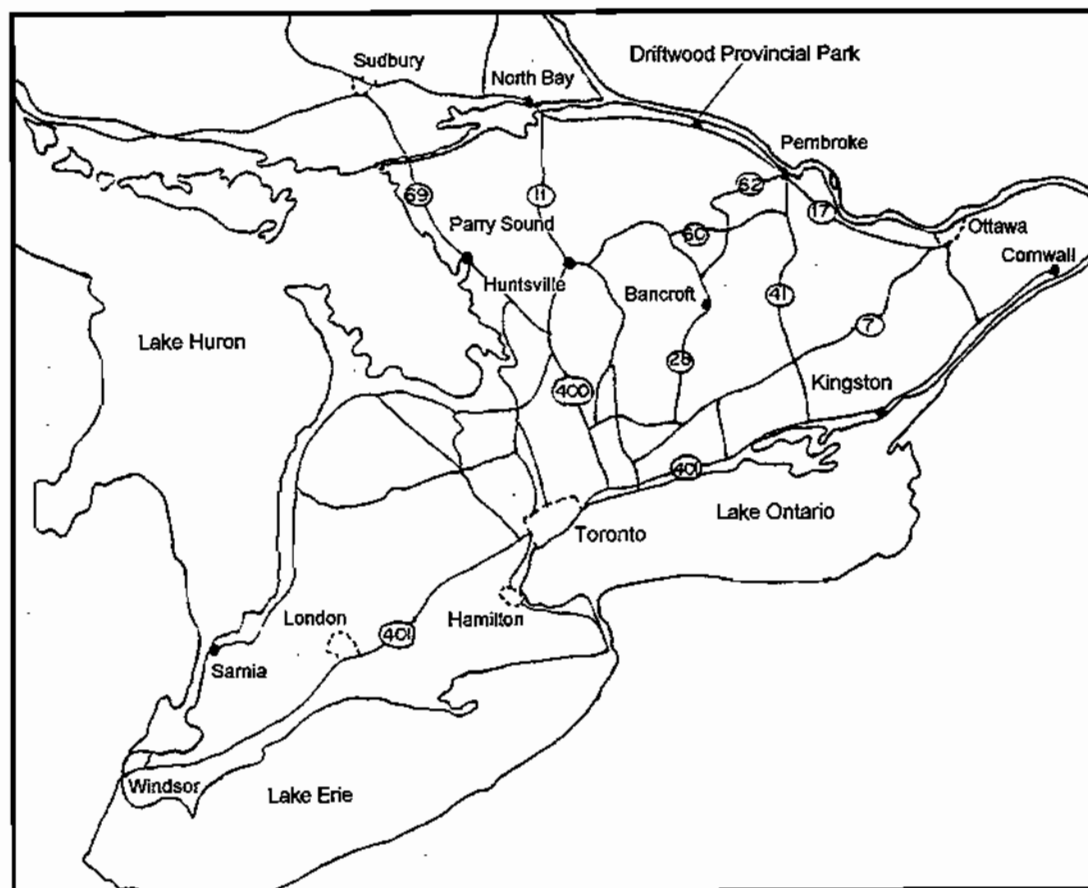 Driftwood Provincial Park
Sudbury
North Bay
Pembroke
62
69
11
17
Parry Sound
60
Ottawa
Cornwall
Huntsville
Bancroft
41
Lake Huron
7
28
Kingston
400
401
Lake Ontario
Toronto
London
Hamilton
401
Sarnia
Windsor
Lake Erie